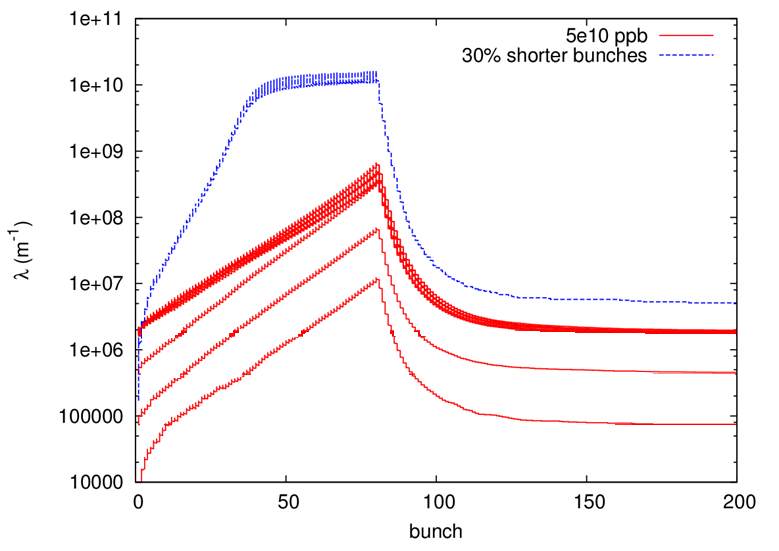 1e+11
1e+10
1e+09
1e+08
1e+07
1e+06
100000
10000
λ (m-1)
5e10 ppb
30% shorter bunches
0
50
100
150
200
bunch